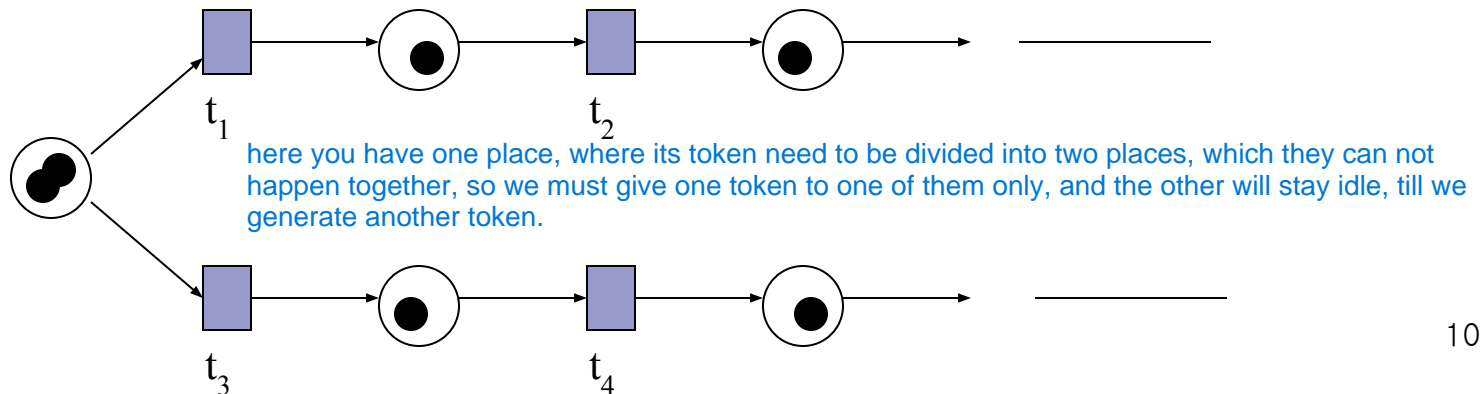 t1
t2
here you have one place, where its token need to be divided into two places, which they can not
happen together, so we must give one token to one of them only, and the other will stay idle, till we
generate another token.
10
t3
t4